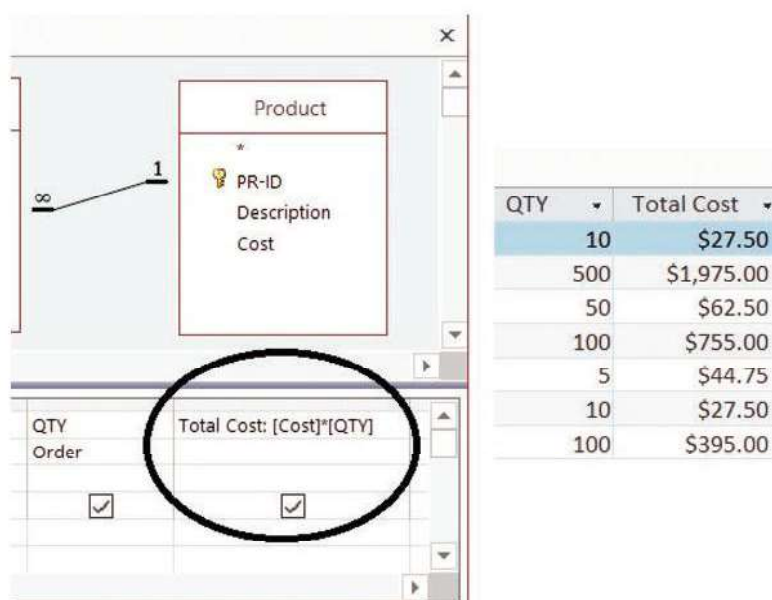 Product
*
PR-ID
Description
Cost
∞
1
QTY
Total Cost: [Cost]*[QTY]
Order
QTY Total Cost
10 $27.50
500 $1,975.00
50 $62.50
100 $755.00
5 $44.75
10 $27.50
100 $395.00